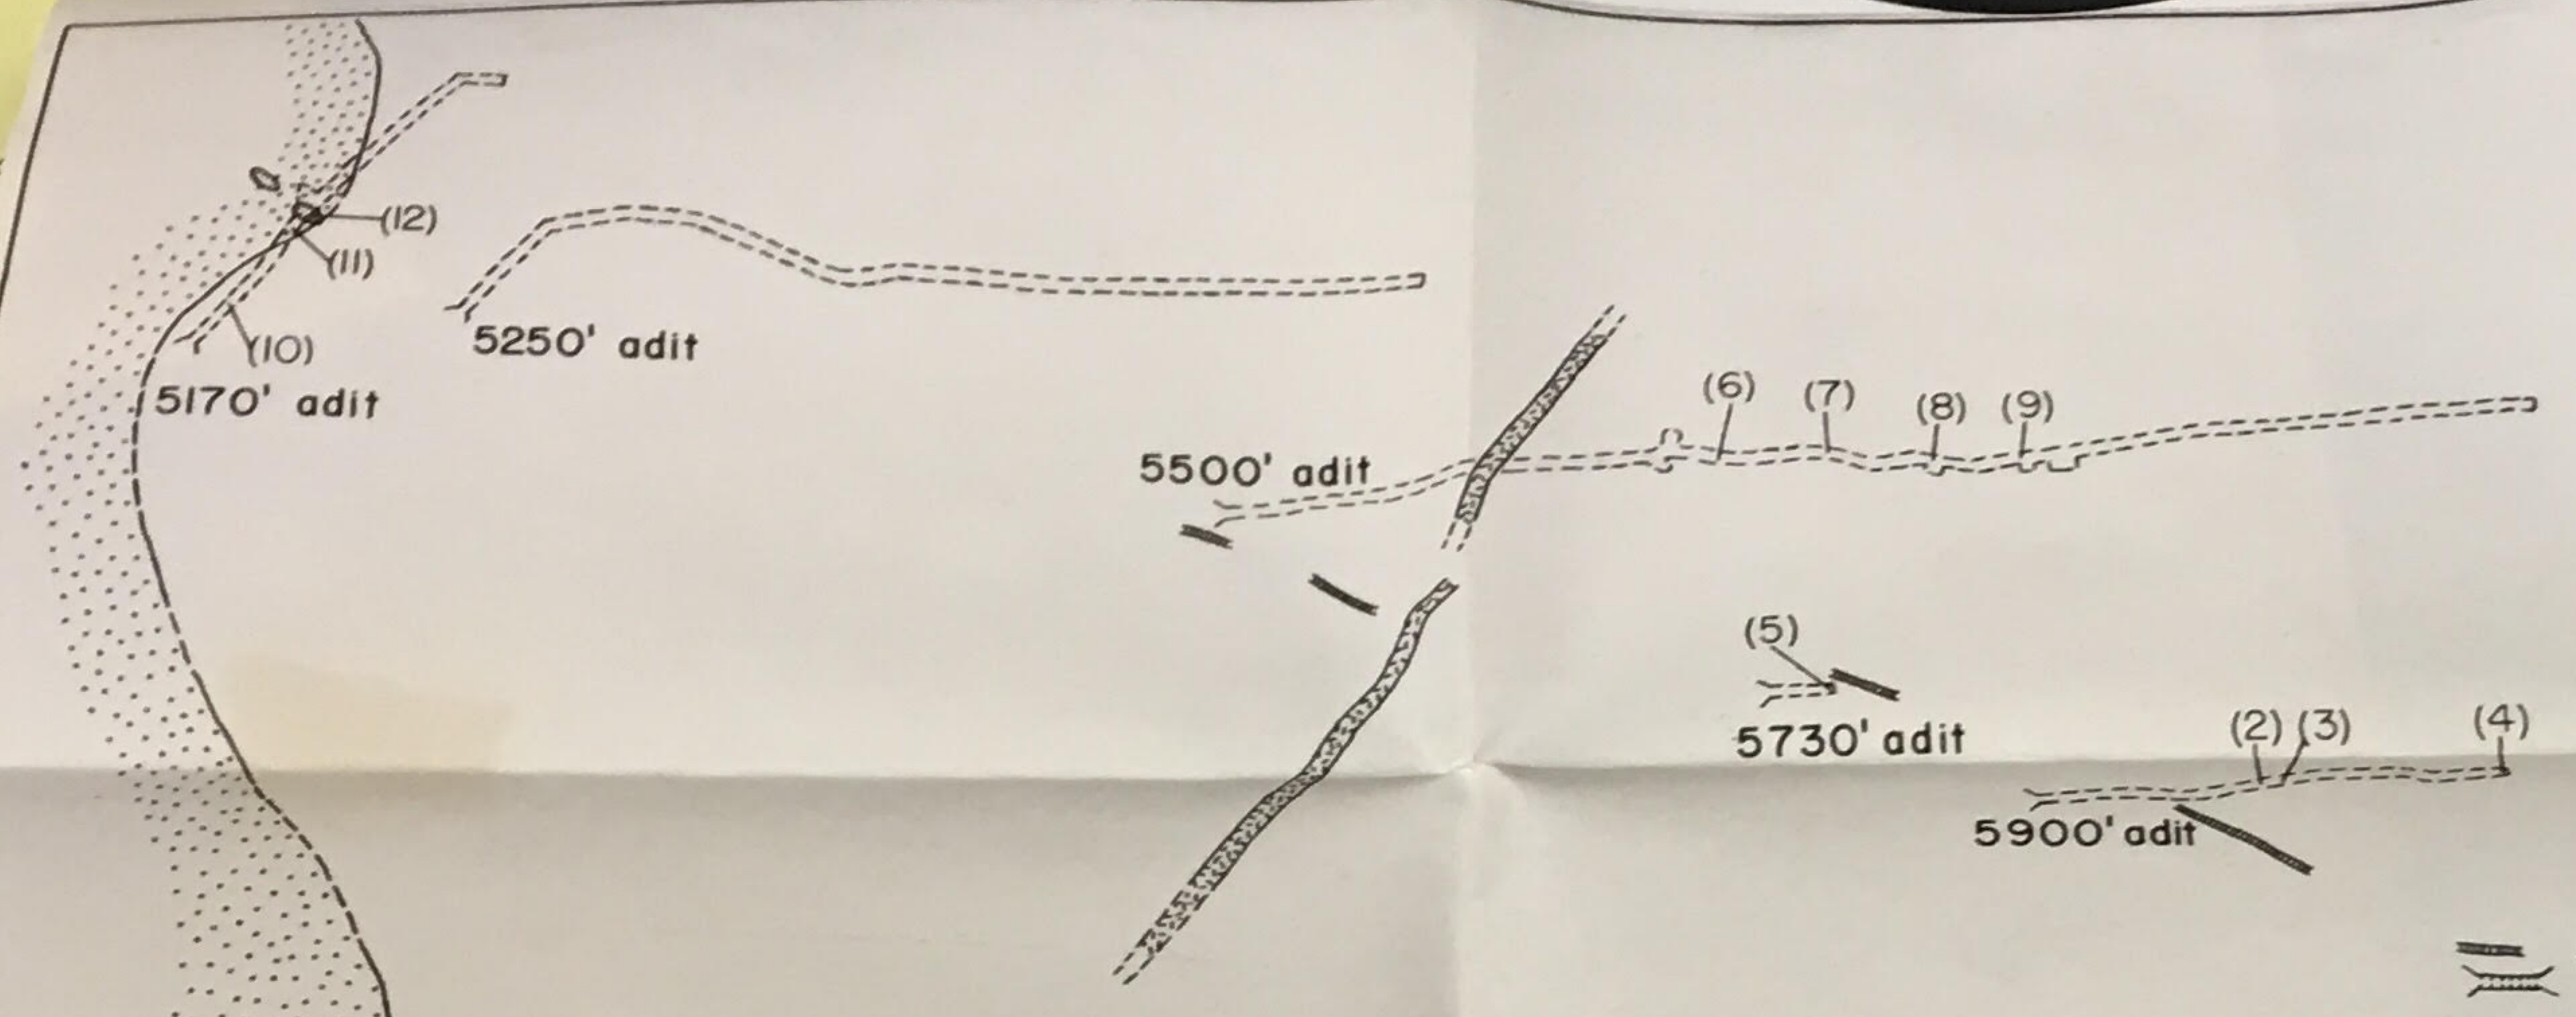 (12)
(11)
(10)
5250' adit
5170' adit
(6) (7) (8) (9)
5500' adit
(5)
5730' adit
(2) (3) (4)
5900' adit